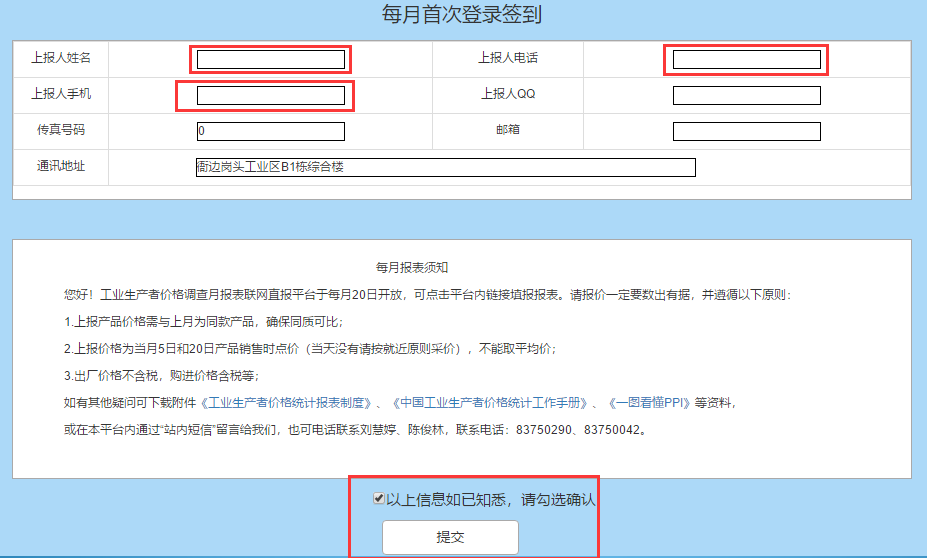 每月首次登录签到
上报人姓名 上报人电话
上报人手机 上报人QQ
传真号码 0 邮箱
通讯地址 衙边岗头工业区B1栋综合楼
每月报表须知
您好！工业生产者价格调查月报表联网直报平台于每月20日开放，可点击平台内链接填报报表。请报价一定要数出有据，并遵循以下原则：
1.上报产品价格需与上月为同款产品，确保同质可比；
2.上报价格为当月5日和20日产品销售时点价（当天没有请按就近原则采价），不能取平均价；
3.出厂价格不含税，购进价格含税等；
如有其他疑问可下载附件《工业生产者价格统计报表制度》、《中国工业生产者价格统计工作手册》、《一图看懂PPI》等资料，
或在本平台内通过“站内短信”留言给我们，也可电话联系刘慧婷、陈俊林，联系电话：83750290、83750042。
以上信息如已知悉，请勾选确认
提交